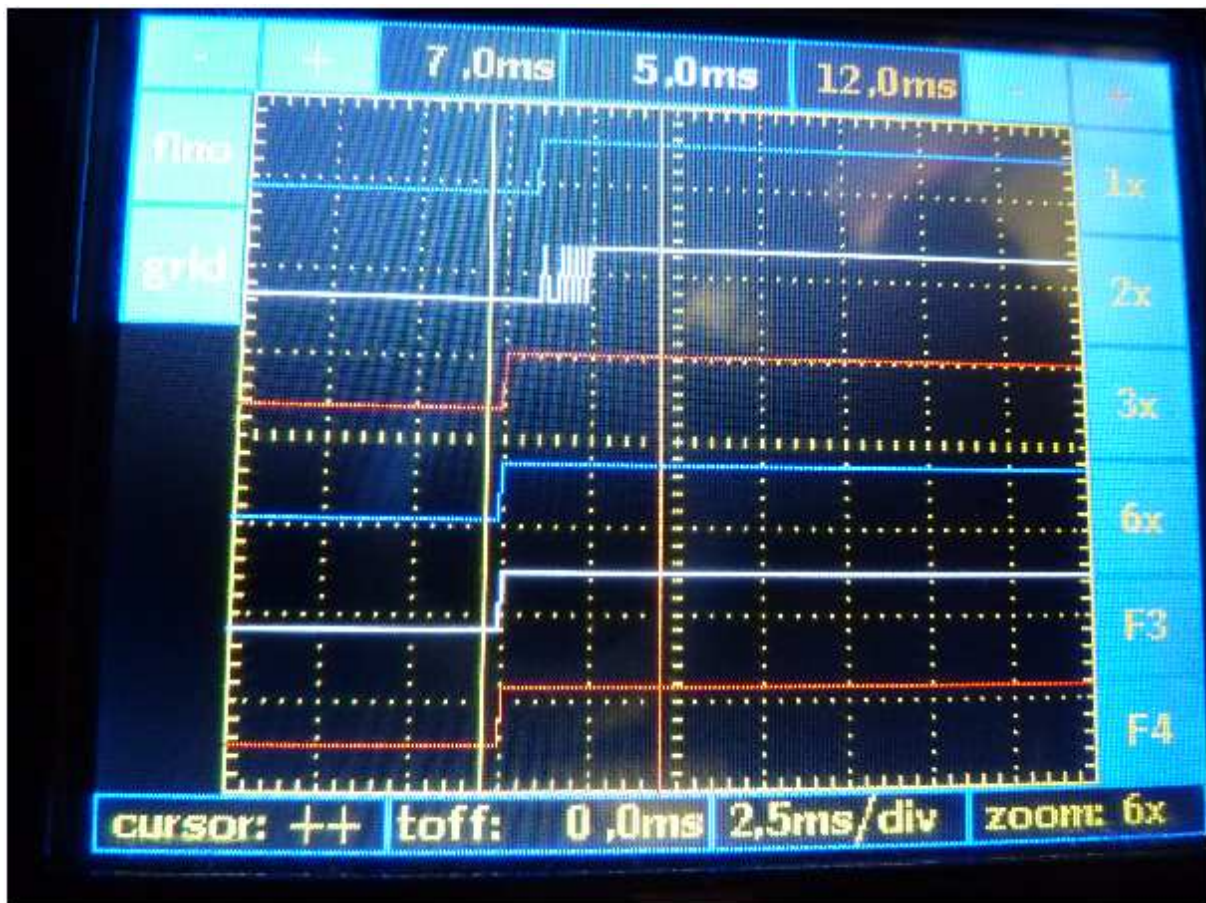 - + 7,0ms 5,0ms 12,0ms - +
fino
grid
1x
2x
3x
6x
F3
F4
cursor: ++ toff: 0,0ms 2,5ms/div zoom: 6x